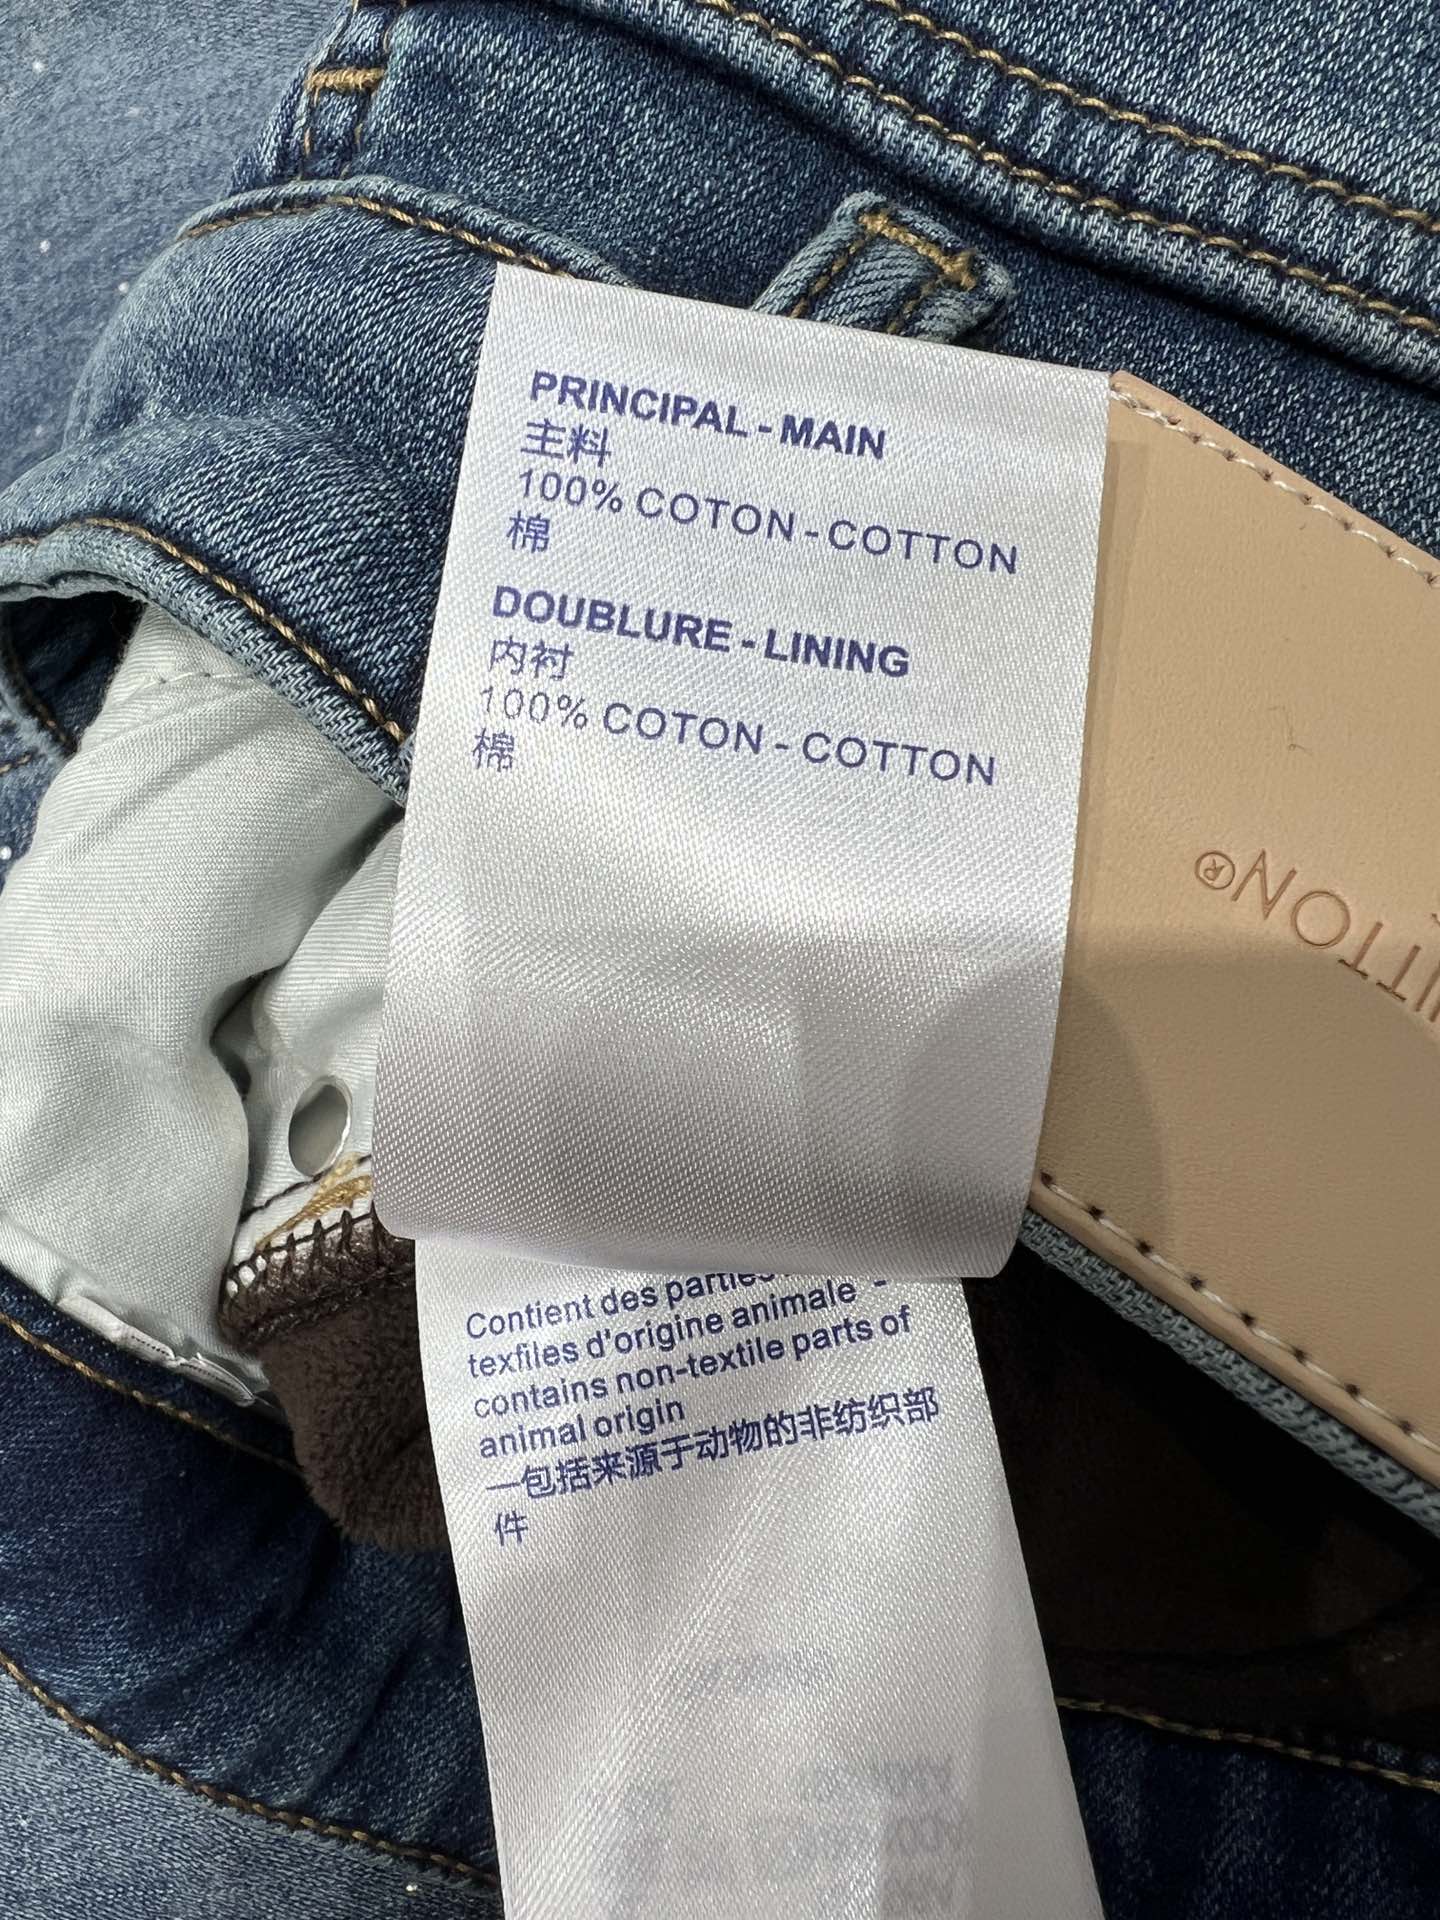 PRINCIPAL - MAIN
主料
100% COTON - COTTON
棉
DOUBLURE - LINING
内衬
100% COTON - COTTON
棉
ITTON®
Contient des parties
texfiles d'origine animale -
contains non-textile parts of
animal origin
一包括来源于动物的非纺织部
件